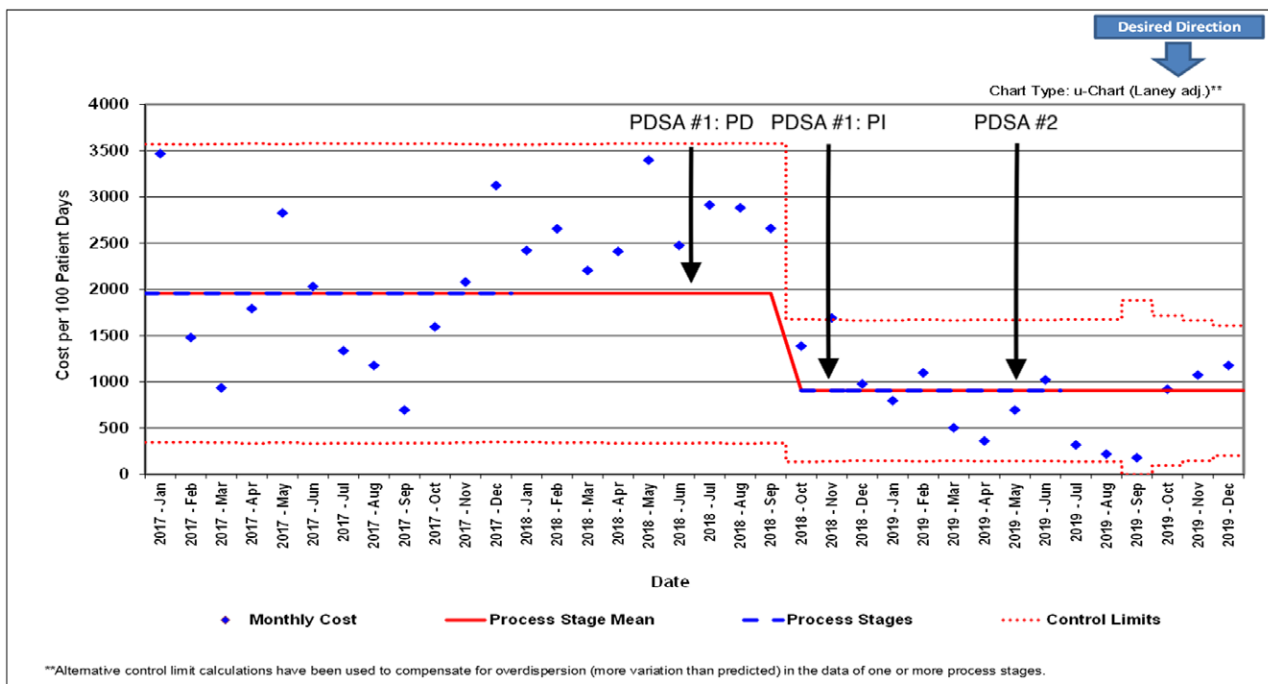 Desired Direction
Chart Type: u-Chart (Laney adj.)**
PDSA #1: PD
PDSA #1: PI
PDSA #2
Cost per 100 Patient Days
4000
3500
3000
2500
2000
1500
1000
500
0
2017 - Jan
2017 - Feb
2017 - Mar
2017 - Apr
2017 - May
2017 - Jun
2017 - Jul
2017 - Aug
2017 - Sep
2017 - Oct
2017 - Nov
2017 - Dec
2018 - Jan
2018 - Feb
2018 - Mar
2018 - Apr
2018 - May
2018 - Jun
2018 - Jul
2018 - Aug
2018 - Sep
2018 - Oct
2018 - Nov
2018 - Dec
2019 - Jan
2019 - Feb
2019 - Mar
2019 - Apr
2019 - May
2019 - Jun
2019 - Jul
2019 - Aug
2019 - Sep
2019 - Oct
2019 - Nov
2019 - Dec
Date
Monthly Cost
Process Stage Mean
Process Stages
Control Limits
**Alternative control limit calculations have been used to compensate for overdispersion (more variation than predicted) in the data of one or more process stages.